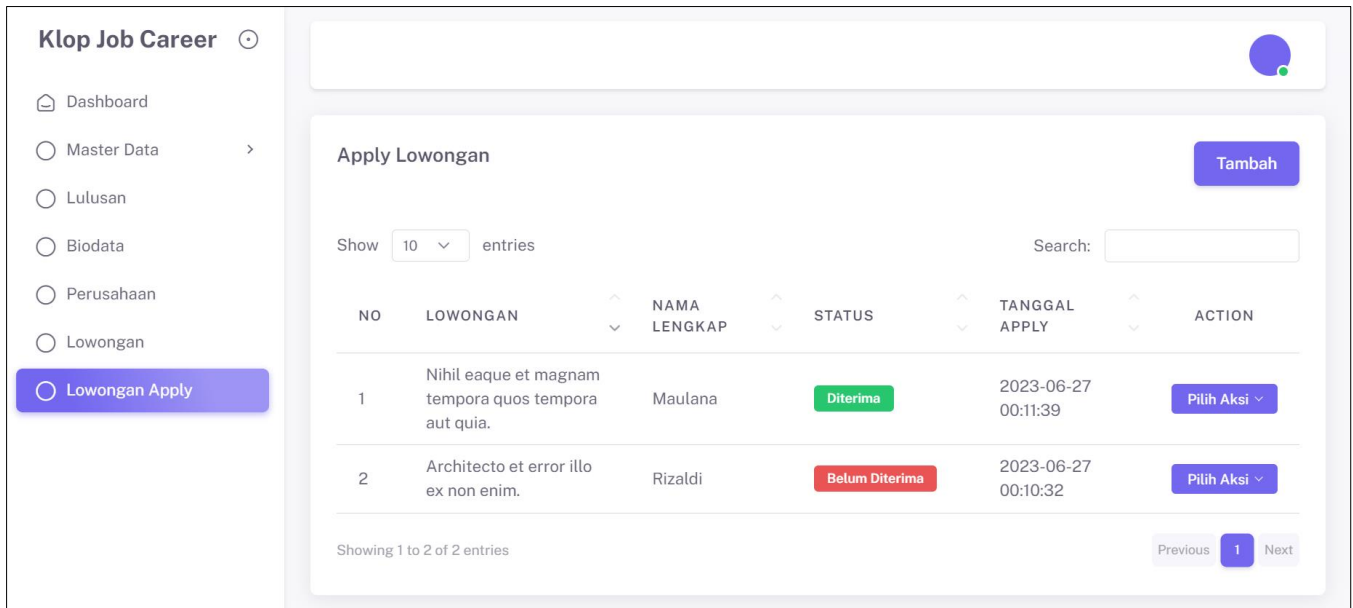 Klop Job Career
Dashboard
Master Data
Lulusan
Biodata
Perusahaan
Lowongan
Lowongan Apply
Apply Lowongan
Tambah
Show 10 entries
Search:
NO LOWONGAN NAMA LENGKAP STATUS TANGGAL APPLY ACTION
1 Nihil eaque et magnam tempora quos tempora aut quia. Maulana Diterima 2023-06-27 00:11:39 Pilih Aksi
2 Architecto et error illo ex non enim. Rizaldi Belum Diterima 2023-06-27 00:10:32 Pilih Aksi
Showing 1 to 2 of 2 entries
Previous 1 Next